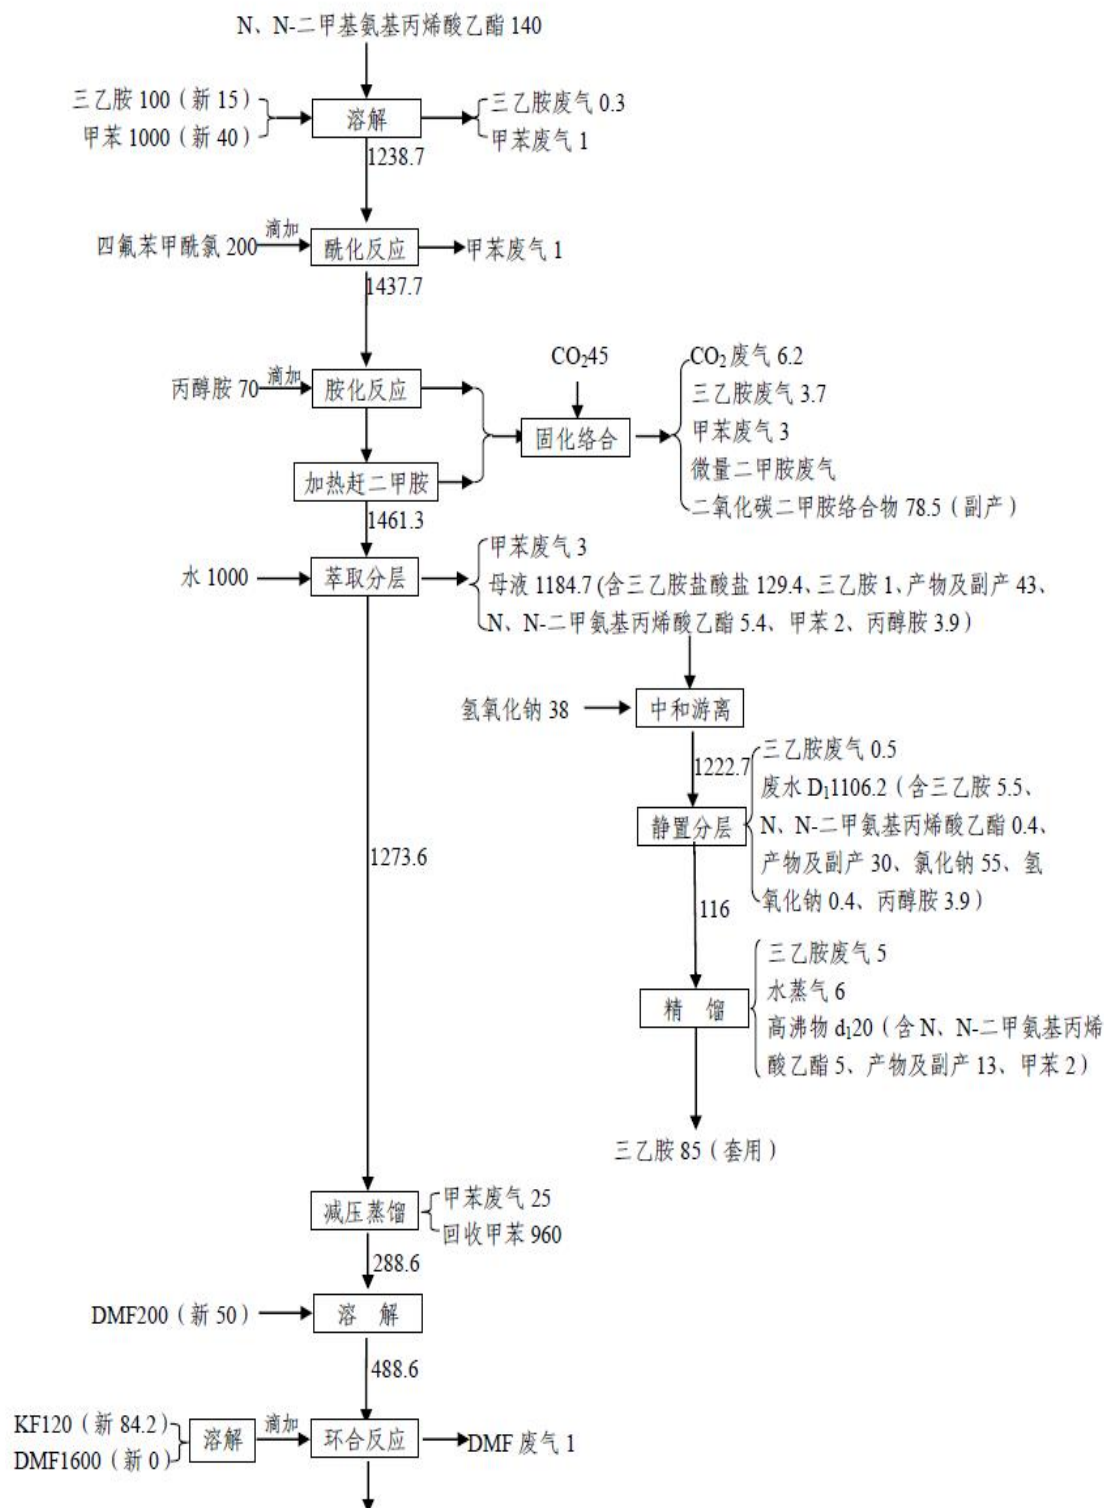 N、N-二甲基氨基丙烯酸乙酯 140
三乙胺 100（新 15）
甲苯 1000（新 40）
溶解
三乙胺废气 0.3
甲苯废气 1
1238.7
四氟苯甲酰氯 200
滴加
酰化反应
甲苯废气 1
1437.7
丙醇胺 70
滴加
胺化反应
CO₂45
固化络合
CO₂ 废气 6.2
三乙胺废气 3.7
甲苯废气 3
微量二甲胺废气
二氧化碳二甲胺络合物 78.5（副产）
加热赶二甲胺
1461.3
水 1000
萃取分层
甲苯废气 3
母液 1184.7 (含三乙胺盐酸盐 129.4、三乙胺 1、产物及副产 43、
N、N-二甲氨基丙烯酸乙酯 5.4、甲苯 2、丙醇胺 3.9）
氢氧化钠 38
中和游离
1222.7
静置分层
三乙胺废气 0.5
废水 D₁1106.2（含三乙胺 5.5、
N、N-二甲氨基丙烯酸乙酯 0.4、
产物及副产 30、氯化钠 55、氢
氧化钠 0.4、丙醇胺 3.9）
1273.6
116
精 馏
三乙胺废气 5
水蒸气 6
高沸物 d₁20（含 N、N-二甲氨基丙烯
酸乙酯 5、产物及副产 13、甲苯 2）
三乙胺 85（套用）
减压蒸馏
甲苯废气 25
回收甲苯 960
288.6
DMF200（新 50）
溶 解
488.6
KF120（新 84.2）
DMF1600（新 0）
溶解
滴加
环合反应
DMF 废气 1